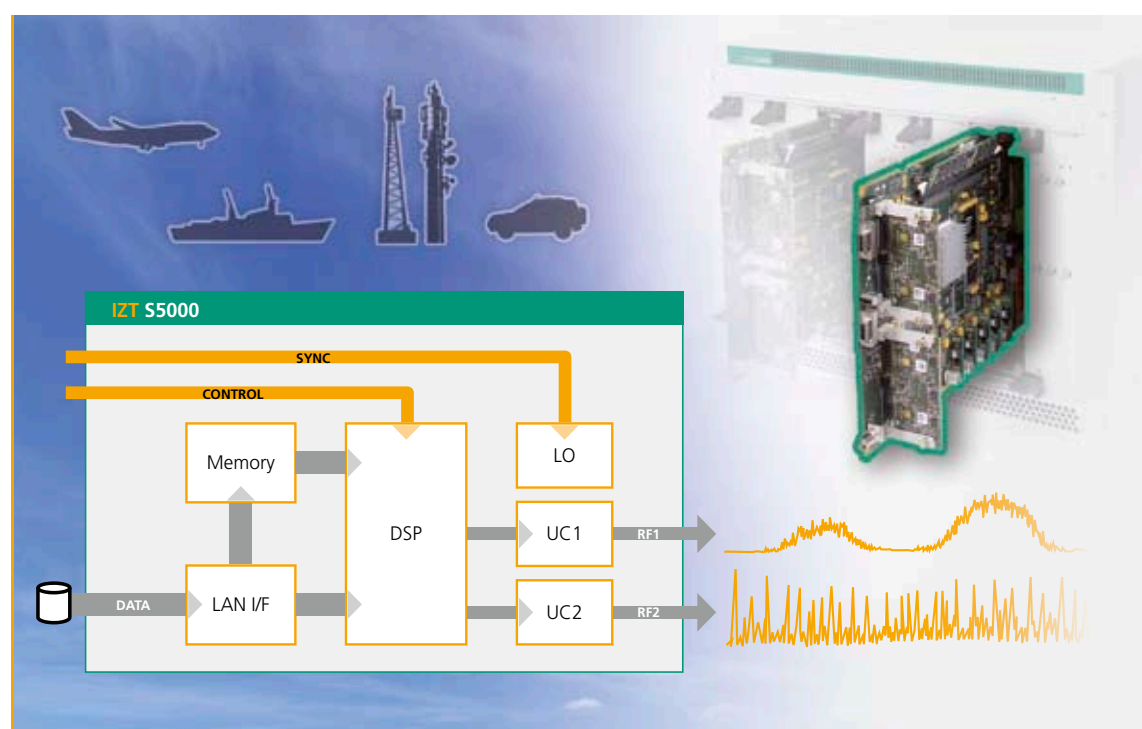 IZT S5000
SYNC
CONTROL
Memory
LO
DSP
UC1
RF1
DATA
LAN I/F
UC2
RF2